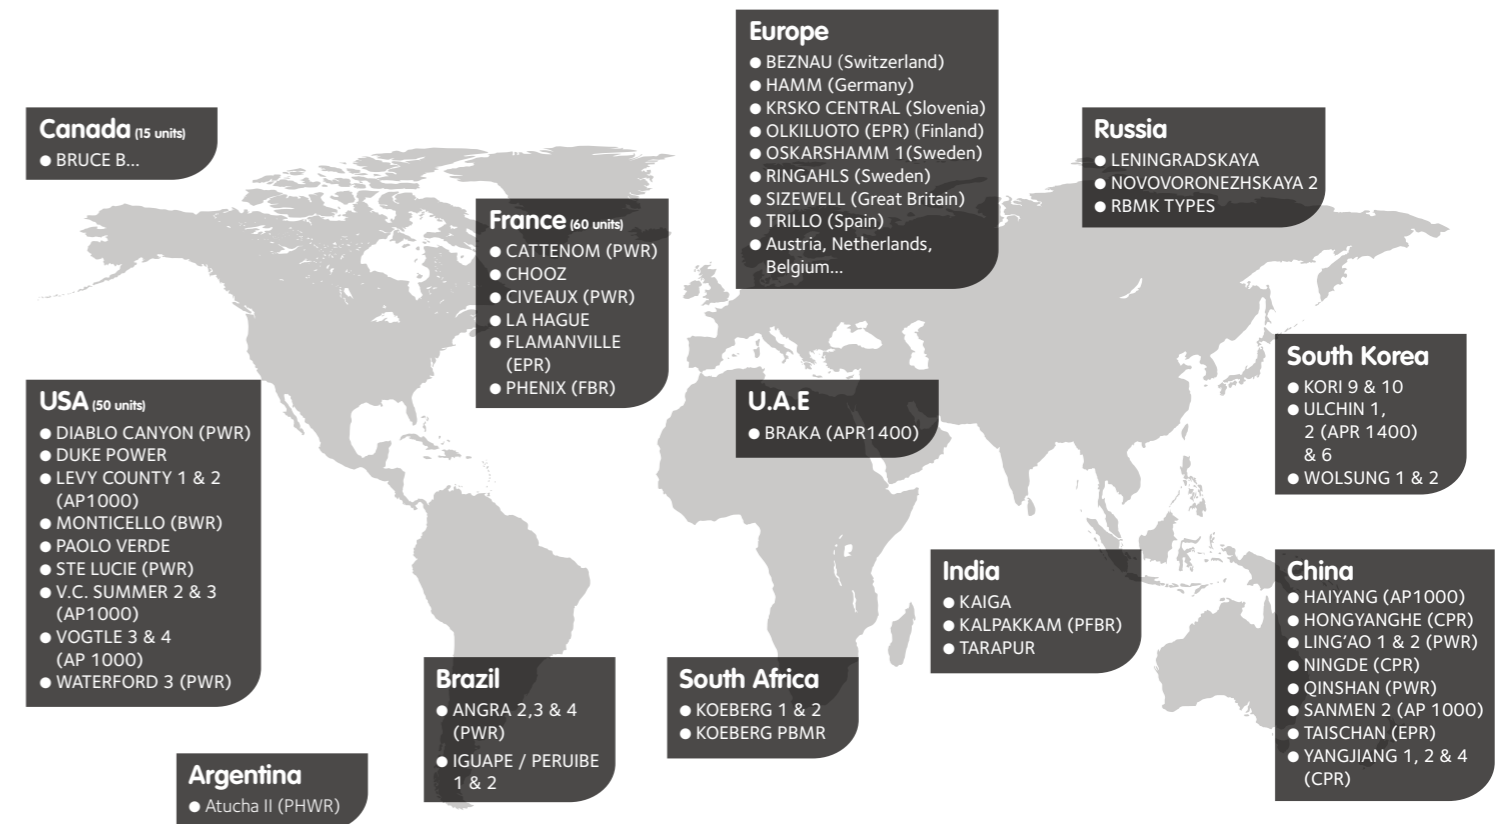 Europe
● BEZNAU (Switzerland)
● HAMM (Germany)
● KRSKO CENTRAL (Slovenia)
● OLKILUOTO (EPR) (Finland)
● OSKARSHAMM 1(Sweden)
● RINGAHLS (Sweden)
● SIZEWELL (Great Britain)
● TRILLO (Spain)
● Austria, Netherlands,
Belgium...
Canada (15 units)
● BRUCE B...
Russia
● LENINGRADSKAYA
● NOVOVORONEZHSKAYA 2
● RBMK TYPES
France (60 units)
● CATTENOM (PWR)
● CHOOZ
● CIVEAUX (PWR)
● LA HAGUE
● FLAMANVILLE
(EPR)
● PHENIX (FBR)
South Korea
● KORI 9 & 10
● ULCHIN 1,
2 (APR 1400)
& 6
● WOLSUNG 1 & 2
USA (50 units)
● DIABLO CANYON (PWR)
● DUKE POWER
● LEVY COUNTY 1 & 2
(AP1000)
● MONTICELLO (BWR)
● PAOLO VERDE
● STE LUCIE (PWR)
● V.C. SUMMER 2 & 3
(AP1000)
● VOGTLE 3 & 4
(AP 1000)
● WATERFORD 3 (PWR)
U.A.E
● BRAKA (APR1400)
India
● KAIGA
● KALPAKKAM (PFBR)
● TARAPUR
China
● HAIYANG (AP1000)
● HONGYANGHE (CPR)
● LING'AO 1 & 2 (PWR)
● NINGDE (CPR)
● QINSHAN (PWR)
● SANMEN 2 (AP 1000)
● TAISCHAN (EPR)
● YANGJIANG 1, 2 & 4
(CPR)
Brazil
● ANGRA 2,3 & 4
(PWR)
● IGUAPE / PERUIBE
1 & 2
South Africa
● KOEBERG 1 & 2
● KOEBERG PBMR
Argentina
● Atucha II (PHWR)